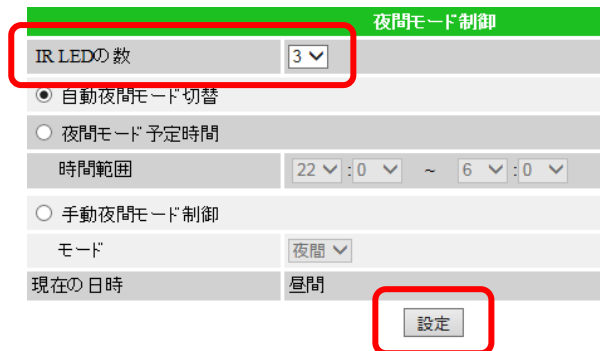 夜間モード制御
IR LEDの数 3
自動夜間モード切替
夜間モード予定時間
時間範囲 22 : 0 ~ 6 : 0
手動夜間モード制御
モード 夜間
現在の日時 昼間
設定